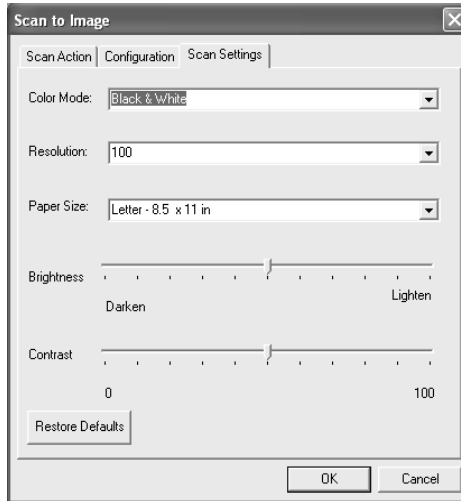 Scan to Image
Scan Action Configuration Scan Settings
Color Mode: Black & White
Resolution: 100
Paper Size: Letter - 8.5 x 11 in
Brightness
Darken Lighten
Contrast
0 100
Restore Defaults
OK Cancel